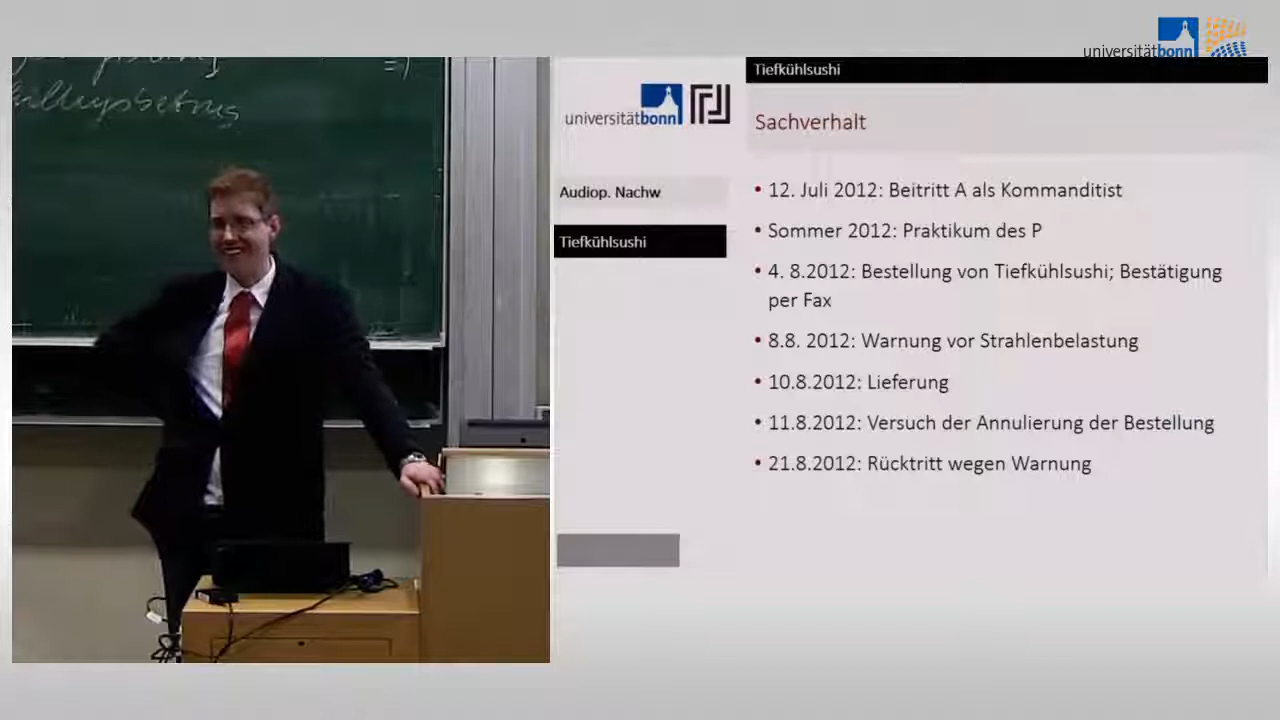 universitätbonn
Tiefkühlsushi
universitätbonn
Sachverhalt
Audiop. Nachw
Tiefkühlsushi
• 12. Juli 2012: Beitritt A als Kommanditist
• Sommer 2012: Praktikum des P
• 4. 8.2012: Bestellung von Tiefkühlsushi; Bestätigung
per Fax
• 8.8. 2012: Warnung vor Strahlenbelastung
• 10.8.2012: Lieferung
• 11.8.2012: Versuch der Annulierung der Bestellung
• 21.8.2012: Rücktritt wegen Warnung